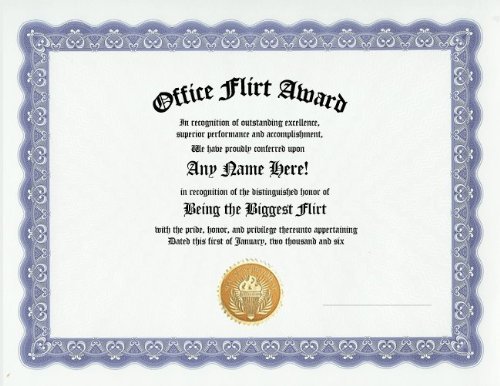 Office Flirt Award
In recognition of outstanding excellence,
superior performance and accomplishment,
We have proudly conferred upon
Any Name Here!
in recognition of the distinguished honor of
Being the Biggest Flirt
with the pride, honor, and privilege thereunto appertaining
Dated this first of January, two thousand and six